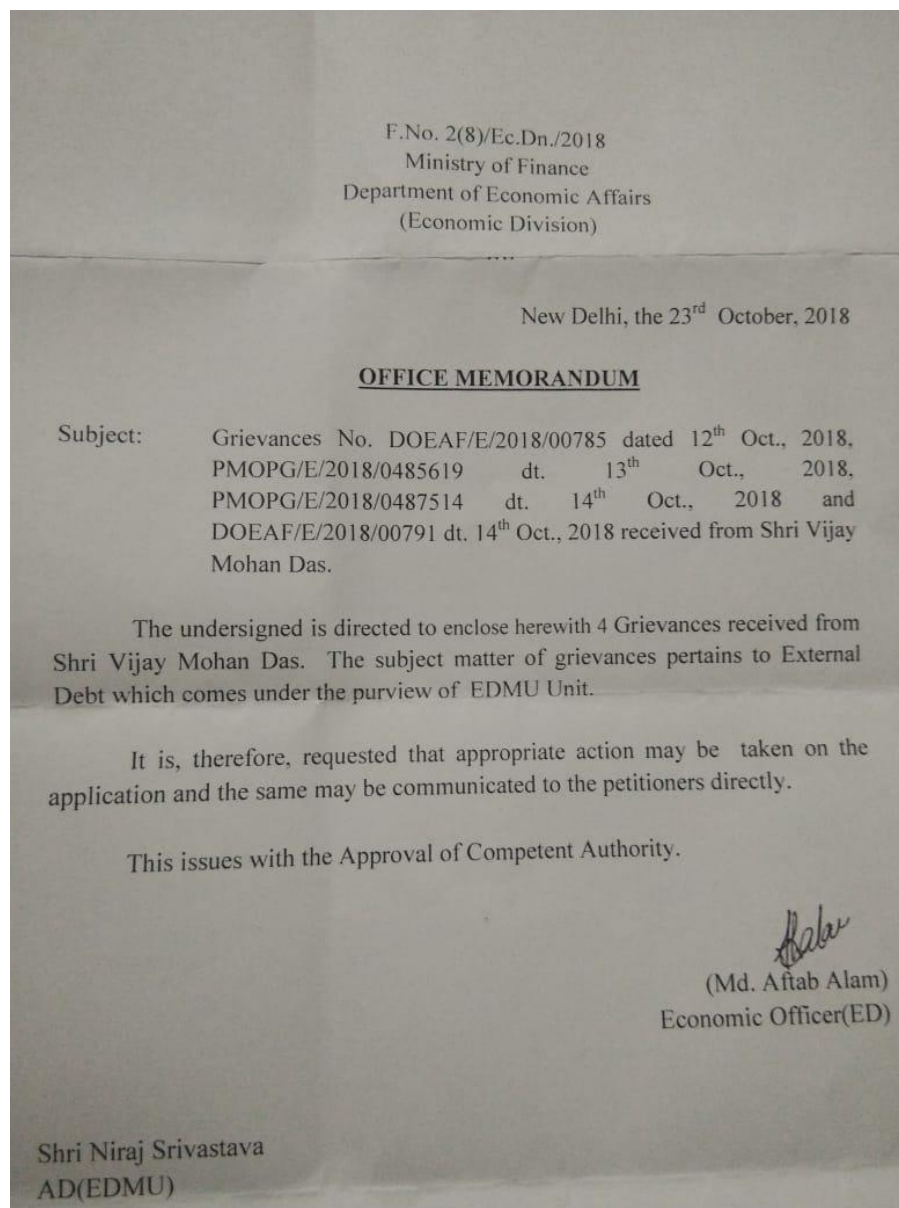 F.No. 2(8)/Ec.Dn./2018
Ministry of Finance
Department of Economic Affairs
(Economic Division)
....
New Delhi, the 23rd October, 2018
OFFICE MEMORANDUM
Subject: Grievances No. DOEAF/E/2018/00785 dated 12th Oct., 2018,
PMOPG/E/2018/0485619 dt. 13th Oct., 2018,
PMOPG/E/2018/0487514 dt. 14th Oct., 2018 and
DOEAF/E/2018/00791 dt. 14th Oct., 2018 received from Shri Vijay
Mohan Das.
The undersigned is directed to enclose herewith 4 Grievances received from
Shri Vijay Mohan Das. The subject matter of grievances pertains to External
Debt which comes under the purview of EDMU Unit.
It is, therefore, requested that appropriate action may be taken on the
application and the same may be communicated to the petitioners directly.
This issues with the Approval of Competent Authority.
(Md. Aftab Alam)
Economic Officer(ED)
Shri Niraj Srivastava
AD(EDMU)